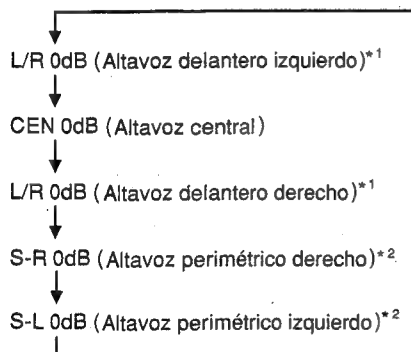 L/R 0dB (Altavoz delantero izquierdo)*1
CEN 0dB (Altavoz central)
L/R 0dB (Altavoz delantero derecho)*1
S-R 0dB (Altavoz perimétrico derecho)*2
S-L 0dB (Altavoz perimétrico izquierdo)*2